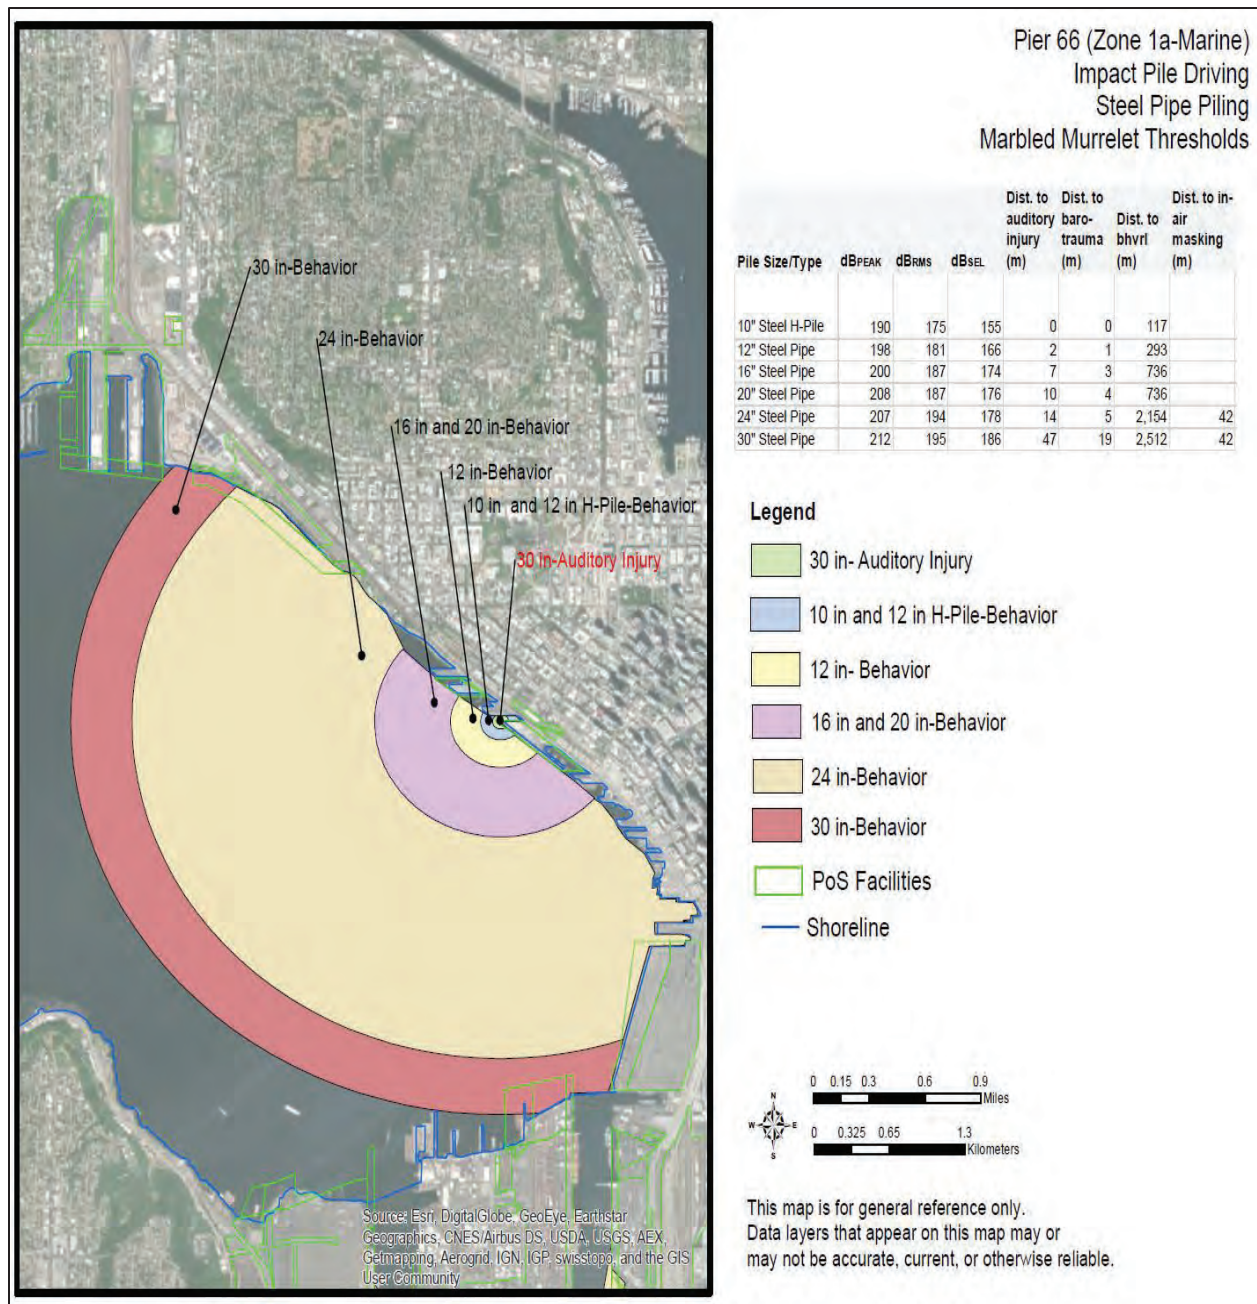 Pier 66 (Zone 1a-Marine)
Impact Pile Driving
Steel Pipe Piling
Marbled Murrelet Thresholds
Pile Size/Type dBPEAK dBRMS dBSEL Dist. to auditory injury (m) Dist. to baro-trauma (m) Dist. to bhvrl (m) Dist. to in-air masking (m)
10" Steel H-Pile 190 175 155 0 0 117
12" Steel Pipe 198 181 166 2 1 293
16" Steel Pipe 200 187 174 7 3 736
20" Steel Pipe 208 187 176 10 4 736
24" Steel Pipe 207 194 178 14 5 2,154 42
30" Steel Pipe 212 195 186 47 19 2,512 42
30 in-Behavior
24 in-Behavior
16 in and 20 in-Behavior
12 in-Behavior
10 in and 12 in H-Pile-Behavior
30 in-Auditory Injury
Legend
30 in- Auditory Injury
10 in and 12 in H-Pile-Behavior
12 in- Behavior
16 in and 20 in-Behavior
24 in-Behavior
30 in-Behavior
PoS Facilities
Shoreline
N
W E
S
0 0.15 0.3 0.6 0.9
Miles
0 0.325 0.65 1.3
Kilometers
This map is for general reference only.
Data layers that appear on this map may or
may not be accurate, current, or otherwise reliable.
Source: Esri, DigitalGlobe, GeoEye, Earthstar
Geographics, CNES/Airbus DS, USDA, USGS, AEX,
Getmapping, Aerogrid, IGN, IGP, swisstopo, and the GIS
User Community